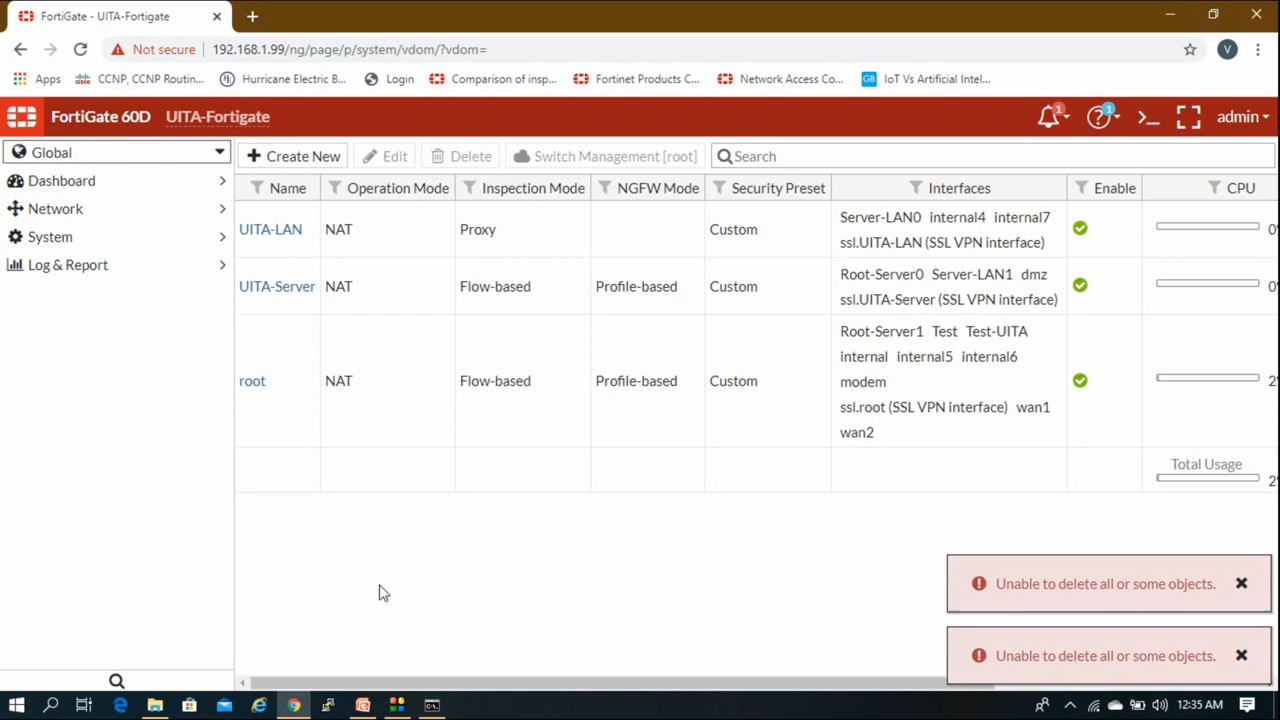 FortiGate - UITA-Fortigate
Not secure 192.168.1.99/ng/page/p/system/vdom/?vdom=
V
Apps CCNP, CCNP Routin... Hurricane Electric B... Login Comparison of insp... Fortinet Products C... Network Access Co... GB IoT Vs Artificial Intel...
FortiGate 60D UITA-Fortigate 1 1 admin
Global
Dashboard
Network
System
Log & Report
Create New Edit Delete Switch Management [root] Search
Name Operation Mode Inspection Mode NGFW Mode Security Preset Interfaces Enable CPU
UITA-LAN NAT Proxy Custom Server-LAN0 internal4 internal7
ssl.UITA-LAN (SSL VPN interface)
UITA-Server NAT Flow-based Profile-based Custom Root-Server0 Server-LAN1 dmz
ssl.UITA-Server (SSL VPN interface)
root NAT Flow-based Profile-based Custom Root-Server1 Test Test-UITA
internal internal5 internal6
modem
ssl.root (SSL VPN interface) wan1
wan2
Total Usage
Unable to delete all or some objects.
Unable to delete all or some objects.
12:35 AM